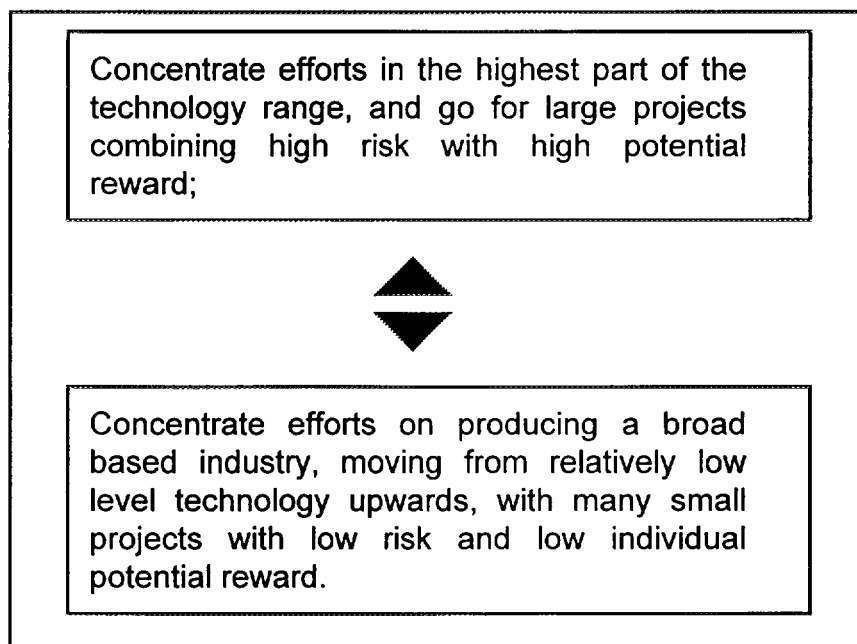 Concentrate efforts in the highest part of the
technology range, and go for large projects
combining high risk with high potential
reward;
Concentrate efforts on producing a broad
based industry, moving from relatively low
level technology upwards, with many small
projects with low risk and low individual
potential reward.